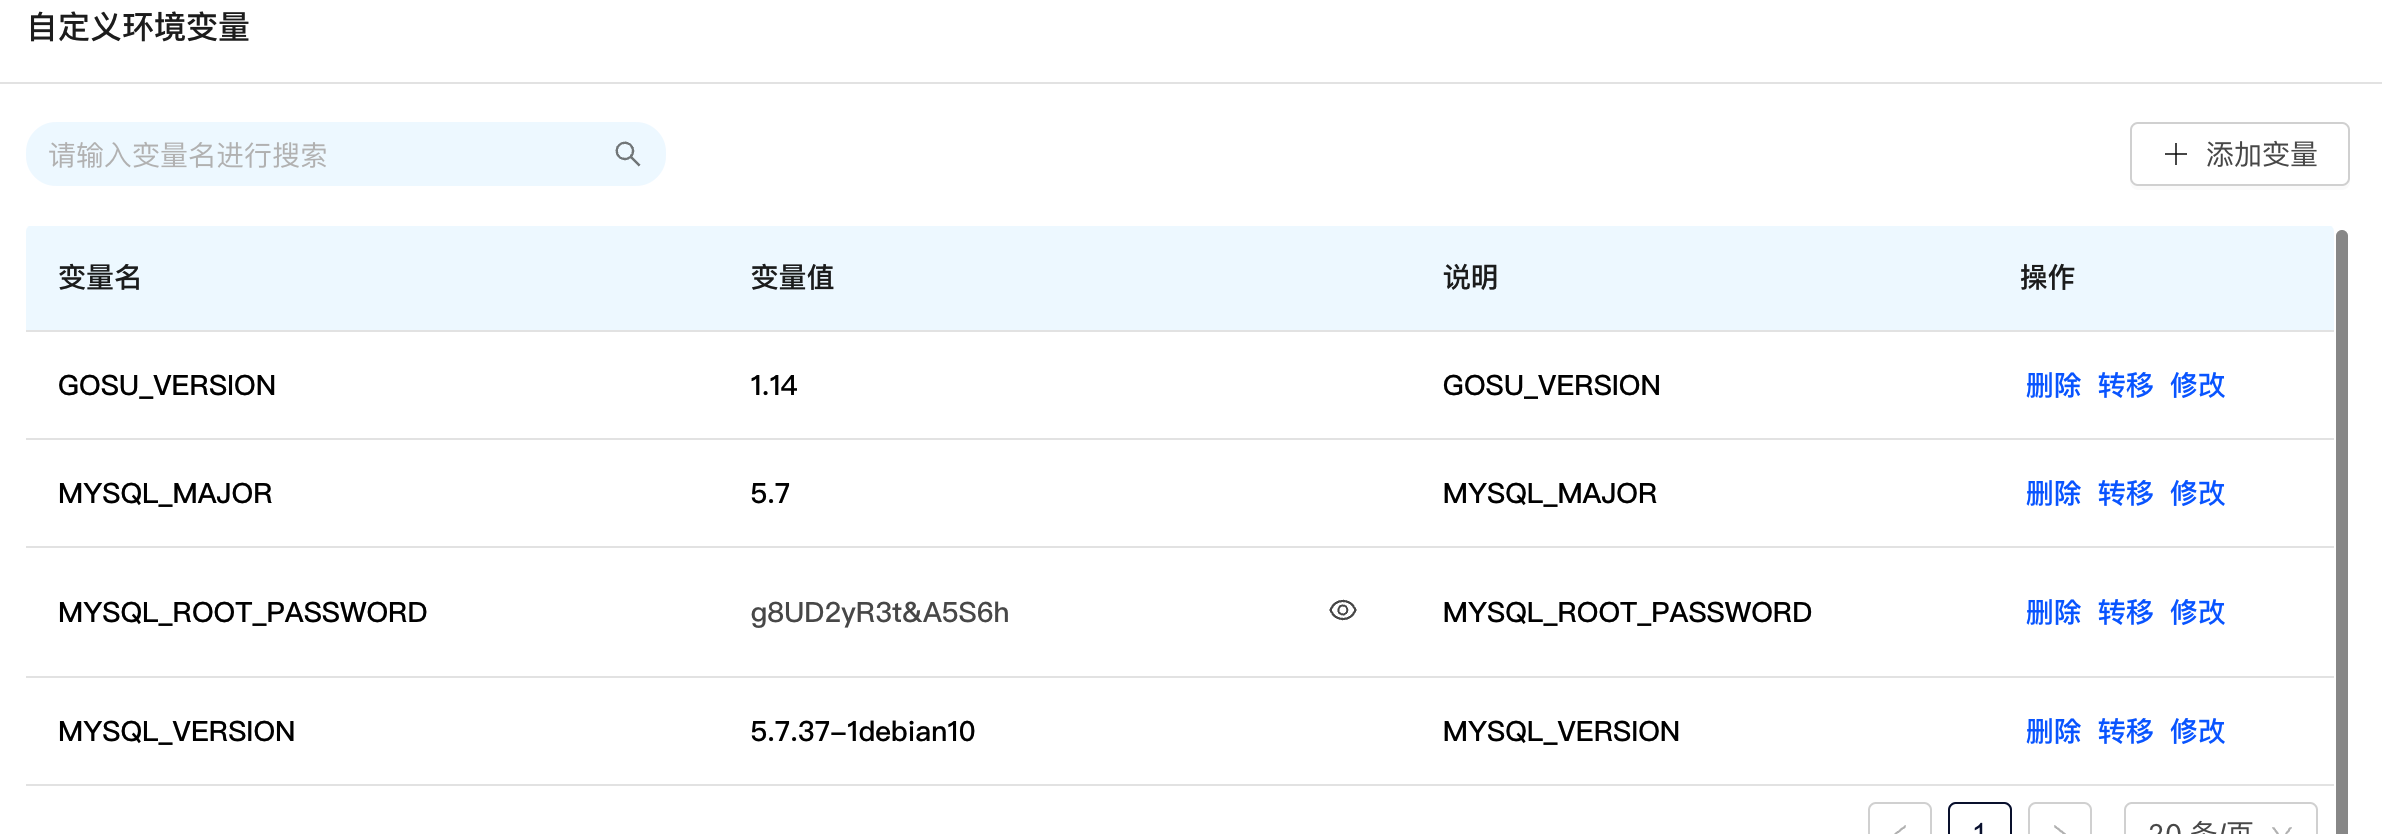 自定义环境变量
请输入变量名进行搜索
添加变量
变量名 变量值 说明 操作
GOSU_VERSION 1.14 GOSU_VERSION 删除 转移 修改
MYSQL_MAJOR 5.7 MYSQL_MAJOR 删除 转移 修改
MYSQL_ROOT_PASSWORD g8UD2yR3t&A5S6h MYSQL_ROOT_PASSWORD 删除 转移 修改
MYSQL_VERSION 5.7.37-1debian10 MYSQL_VERSION 删除 转移 修改
1 20 条/页